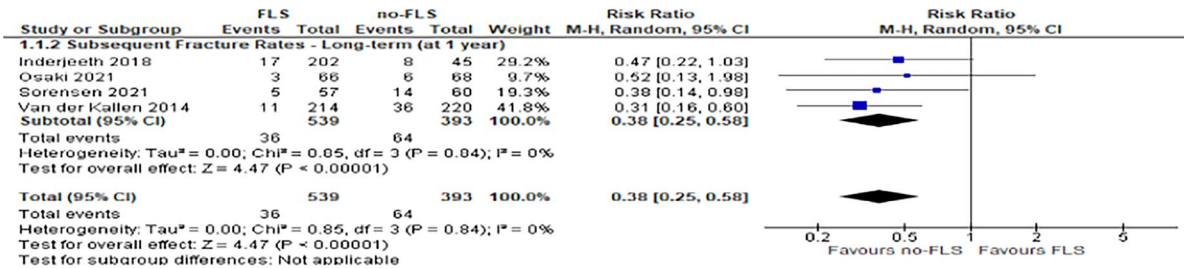 FLS no-FLS Risk Ratio Risk Ratio
Study or Subgroup Events Total Events Total Weight M-H, Random, 95% CI M-H, Random, 95% CI
1.1.2 Subsequent Fracture Rates - Long-term (at 1 year)
Inderjeeth 2018 17 202 8 45 29.2% 0.47 [0.22, 1.03]
Osaki 2021 3 66 6 68 9.7% 0.52 [0.13, 1.98]
Sorensen 2021 5 57 14 60 19.3% 0.38 [0.14, 0.98]
Van der Kallen 2014 11 214 36 220 41.8% 0.31 [0.16, 0.60]
Subtotal (95% CI) 539 393 100.0% 0.38 [0.25, 0.58]
Total events 36 64
Heterogeneity: Tau² = 0.00; Chi² = 0.85, df = 3 (P = 0.84); I² = 0%
Test for overall effect: Z = 4.47 (P < 0.00001)
Total (95% CI) 539 393 100.0% 0.38 [0.25, 0.58]
Total events 36 64
Heterogeneity: Tau² = 0.00; Chi² = 0.85, df = 3 (P = 0.84); I² = 0%
Test for overall effect: Z = 4.47 (P < 0.00001)
Test for subgroup differences: Not applicable
0.2 0.5 1 2 5
Favours no-FLS Favours FLS